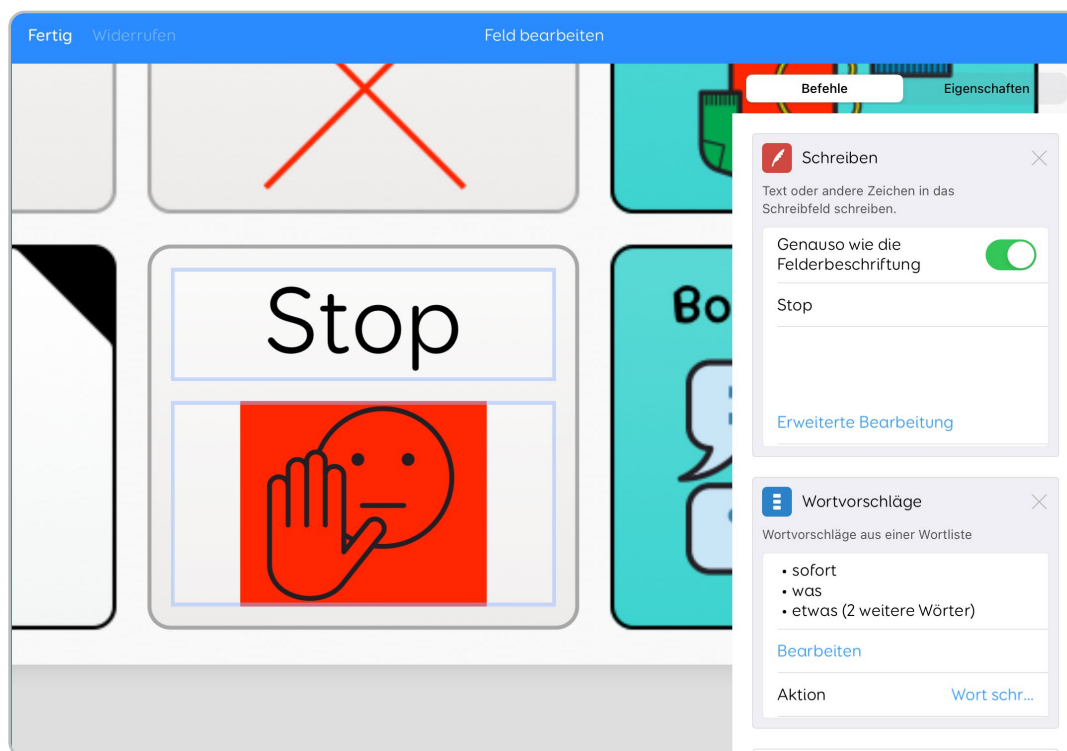 Fertig Widerrufen Feld bearbeiten
Befehle Eigenschaften
Schreiben
Text oder andere Zeichen in das
Schreibfeld schreiben.
Genauso wie die
Felderbeschriftung
Stop
Erweiterte Bearbeitung
Wortvorschläge
Wortvorschläge aus einer Wortliste
• sofort
• was
• etwas (2 weitere Wörter)
Bearbeiten
Aktion Wort schr...
Stop
Bo